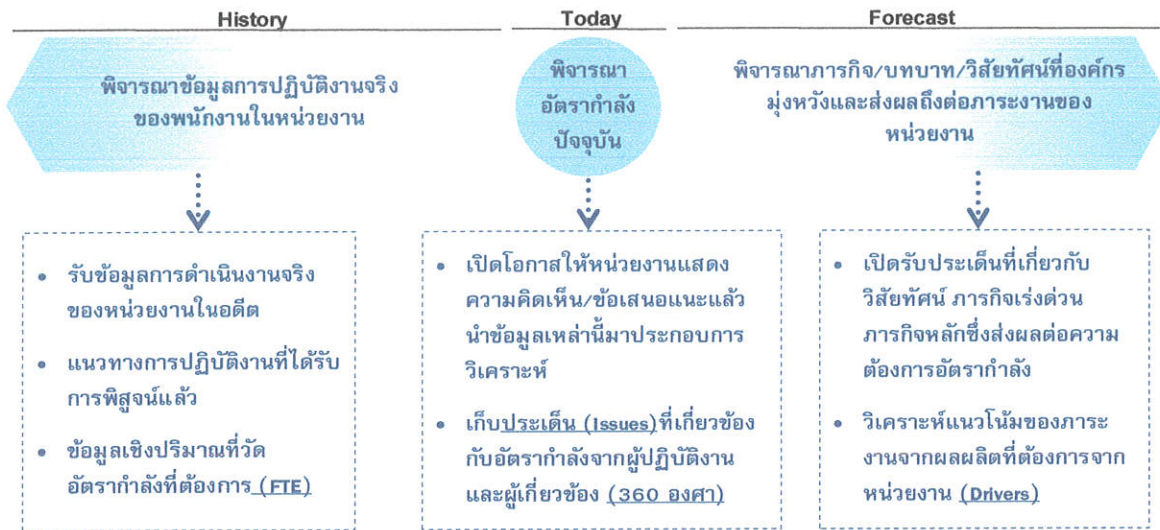 History
Today
Forecast
พิจารณาข้อมูลการปฏิบัติงานจริง
ของพนักงานในหน่วยงาน
พิจารณา
อัตรากำลัง
ปัจจุบัน
พิจารณาภารกิจ/บทบาท/วิสัยทัศน์ที่องค์กร
มุ่งหวังและส่งผลถึงต่อภาระงานของ
หน่วยงาน
• รับข้อมูลการดำเนินงานจริง
ของหน่วยงานในอดีต
• แนวทางการปฏิบัติงานที่ได้รับ
การพิสูจน์แล้ว
• ข้อมูลเชิงปริมาณที่วัด
อัตรากำลังที่ต้องการ (FTE)
• เปิดโอกาสให้หน่วยงานแสดง
ความคิดเห็น/ข้อเสนอแนะแล้ว
นำข้อมูลเหล่านี้มาประกอบการ
วิเคราะห์
• เก็บประเด็น (Issues)ที่เกี่ยวข้อง
กับอัตรากำลังจากผู้ปฏิบัติงาน
และผู้เกี่ยวข้อง (360 องศา)
• เปิดรับประเด็นที่เกี่ยวกับ
วิสัยทัศน์ ภารกิจเร่งด่วน
ภารกิจหลักซึ่งส่งผลต่อความ
ต้องการอัตรากำลัง
• วิเคราะห์แนวโน้มของภาระ
งานจากผลผลิตที่ต้องการจาก
หน่วยงาน (Drivers)